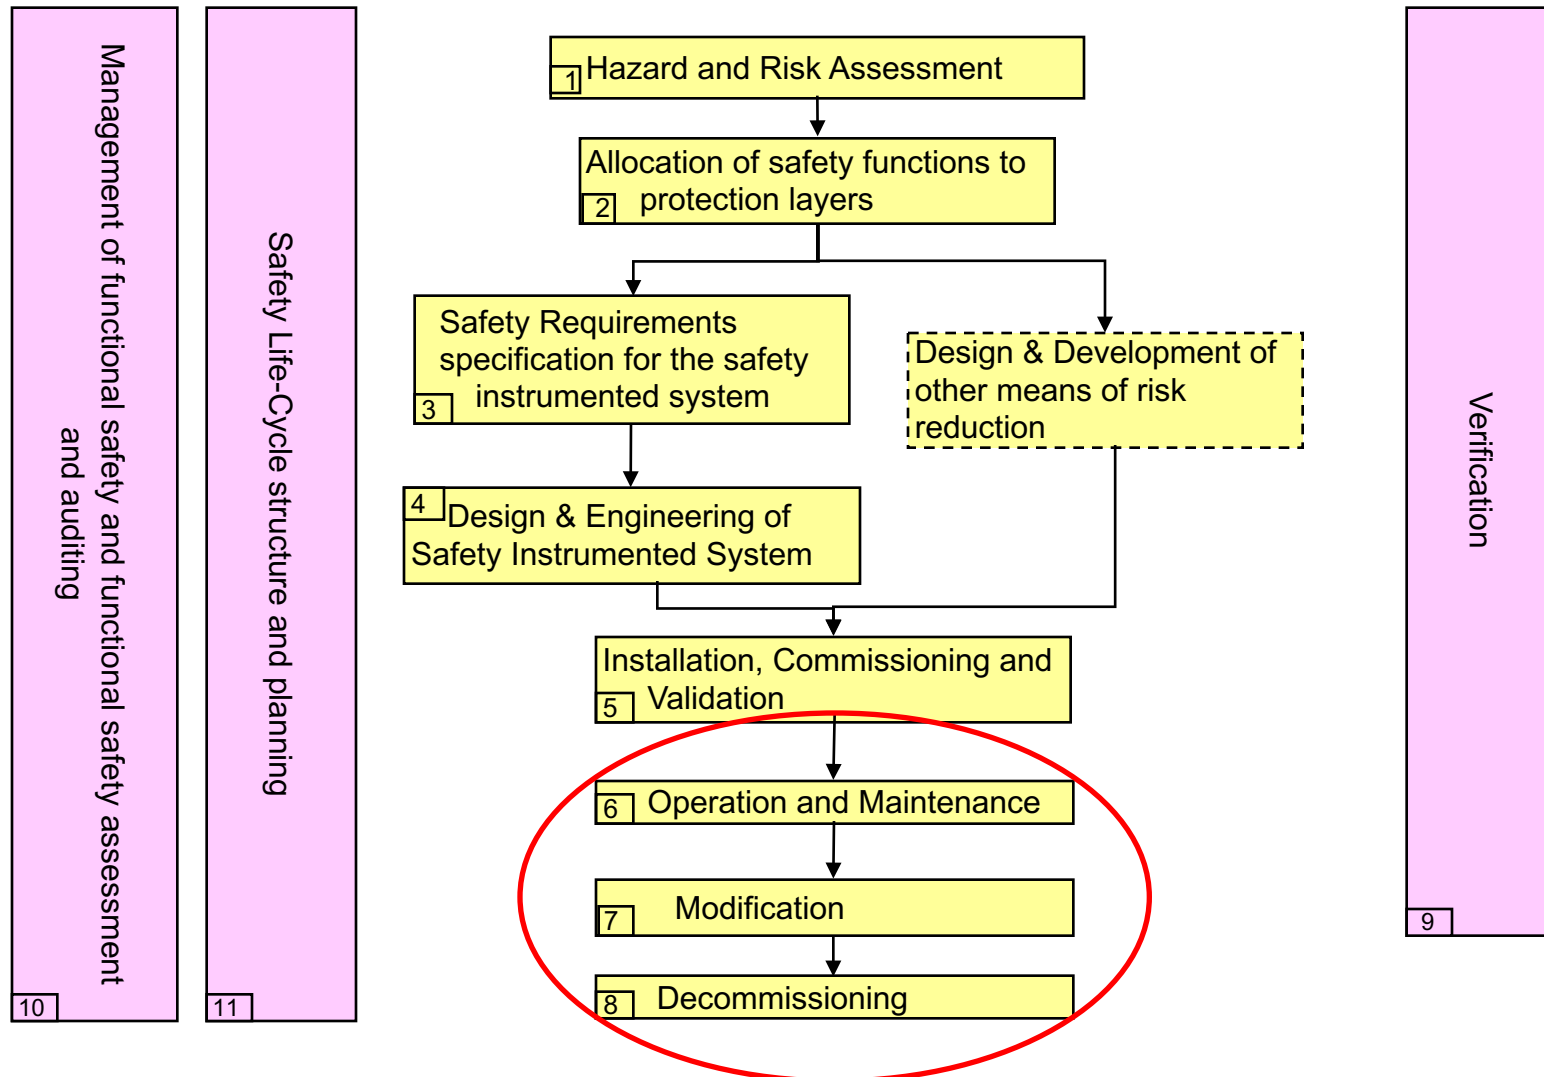 Management of functional safety and functional safety assessment
and auditing
10
Safety Life-Cycle structure and planning
11
Hazard and Risk Assessment
1
Allocation of safety functions to
protection layers
2
Safety Requirements
specification for the safety
instrumented system
3
Design & Development of
other means of risk
reduction
4
Design & Engineering of
Safety Instrumented System
Installation, Commissioning and
Validation
5
6
Operation and Maintenance
Modification
7
Decommissioning
8
Verification
9